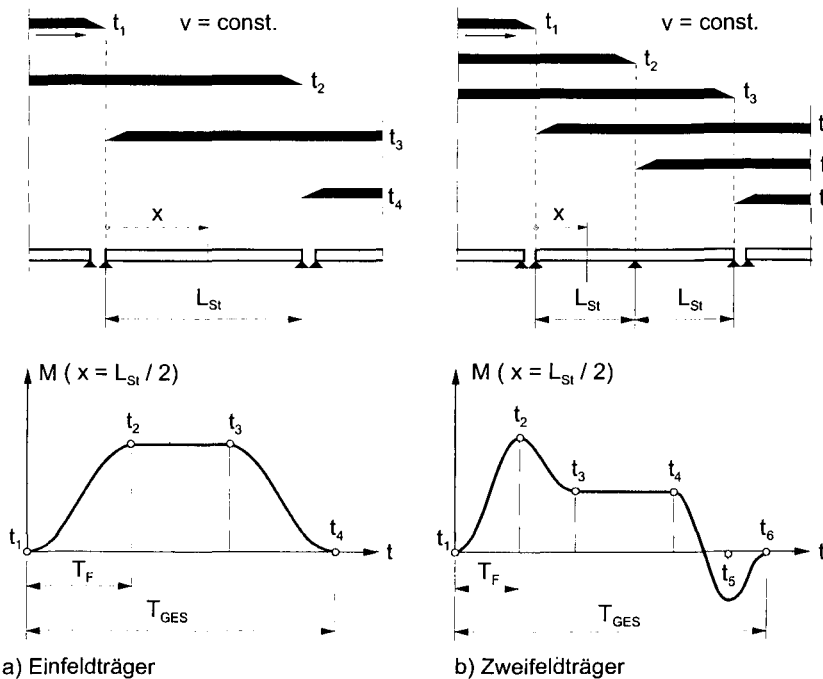 t1
v = const.
t2
t3
t4
x
LSt
M ( x = LSt / 2)
t2
t3
t1
t4
t
TF
TGES
a) Einfeldträger
t1
v = const.
t2
t3
t
t
t
x
LSt
LSt
M ( x = LSt / 2)
t2
t3
t4
t6
t1
t5
t
TF
TGES
b) Zweifeldträger